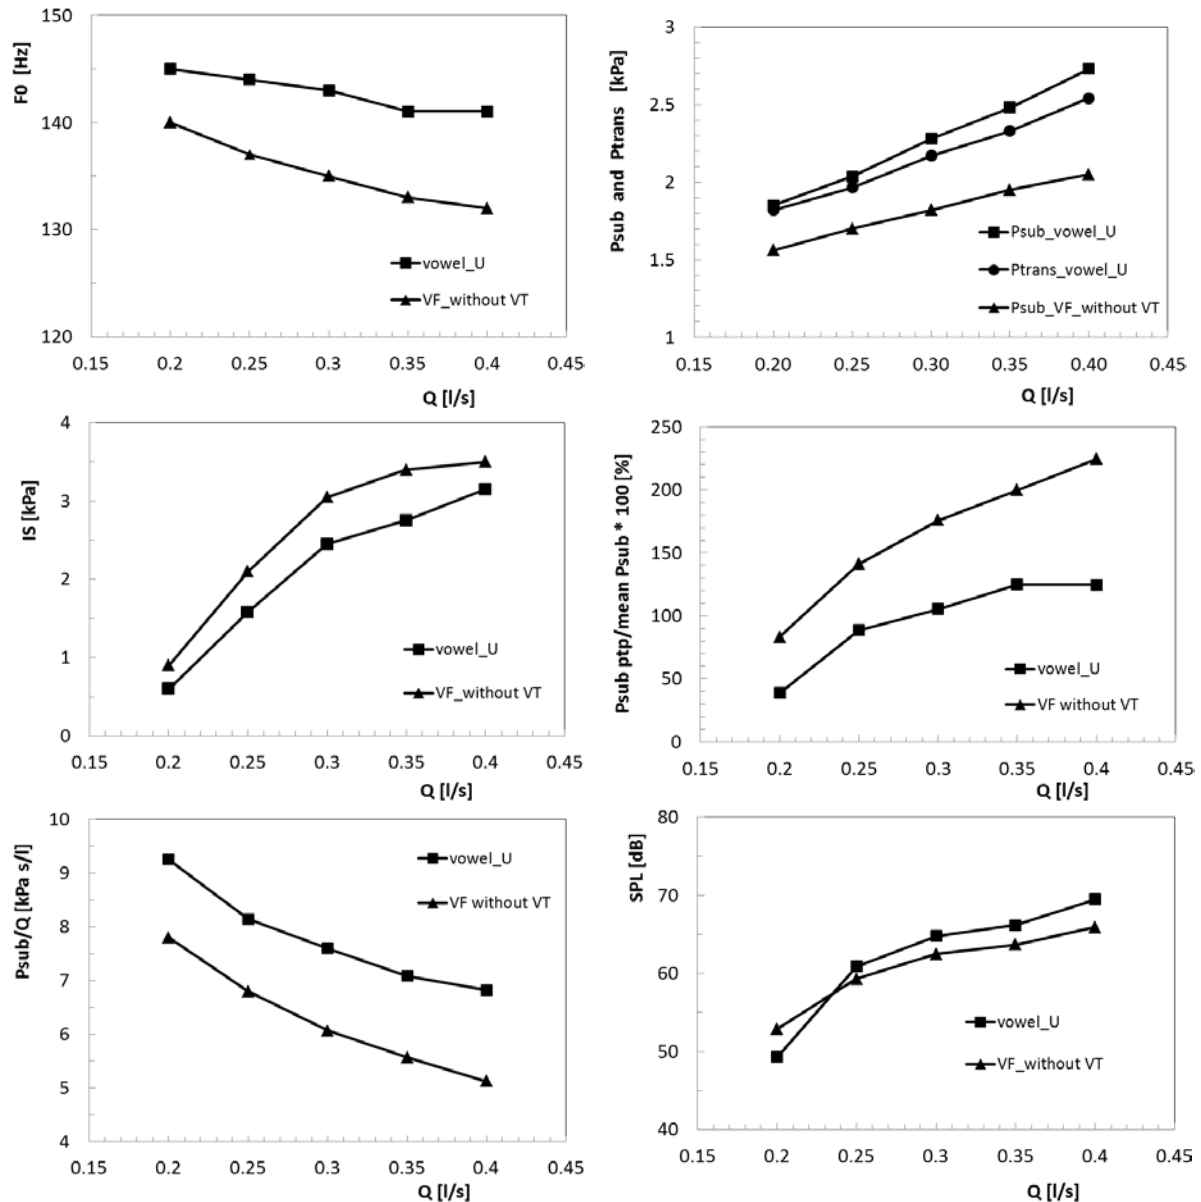 F0 [Hz]
150
140
130
120
vowel_U
VF_without VT
0.15 0.2 0.25 0.3 0.35 0.4 0.45
Q [l/s]
Psub and Ptrans [kPa]
3
2.5
2
1.5
1
Psub_vowel_U
Ptrans_vowel_U
Psub_VF_without VT
0.15 0.20 0.25 0.30 0.35 0.40 0.45
Q [l/s]
IS [kPa]
4
3
2
1
0
vowel_U
VF_without VT
0.15 0.2 0.25 0.3 0.35 0.4 0.45
Q [l/s]
Psub ptp/mean Psub * 100 [%]
250
200
150
100
50
0
vowel_U
VF without VT
0.15 0.2 0.25 0.3 0.35 0.4 0.45
Q [l/s]
Psub/Q [kPa s/l]
10
9
8
7
6
5
4
vowel_U
VF without VT
0.15 0.2 0.25 0.3 0.35 0.4 0.45
Q [l/s]
SPL [dB]
80
70
60
50
40
vowel_U
VF_without VT
0.15 0.2 0.25 0.3 0.35 0.4 0.45
Q [l/s]